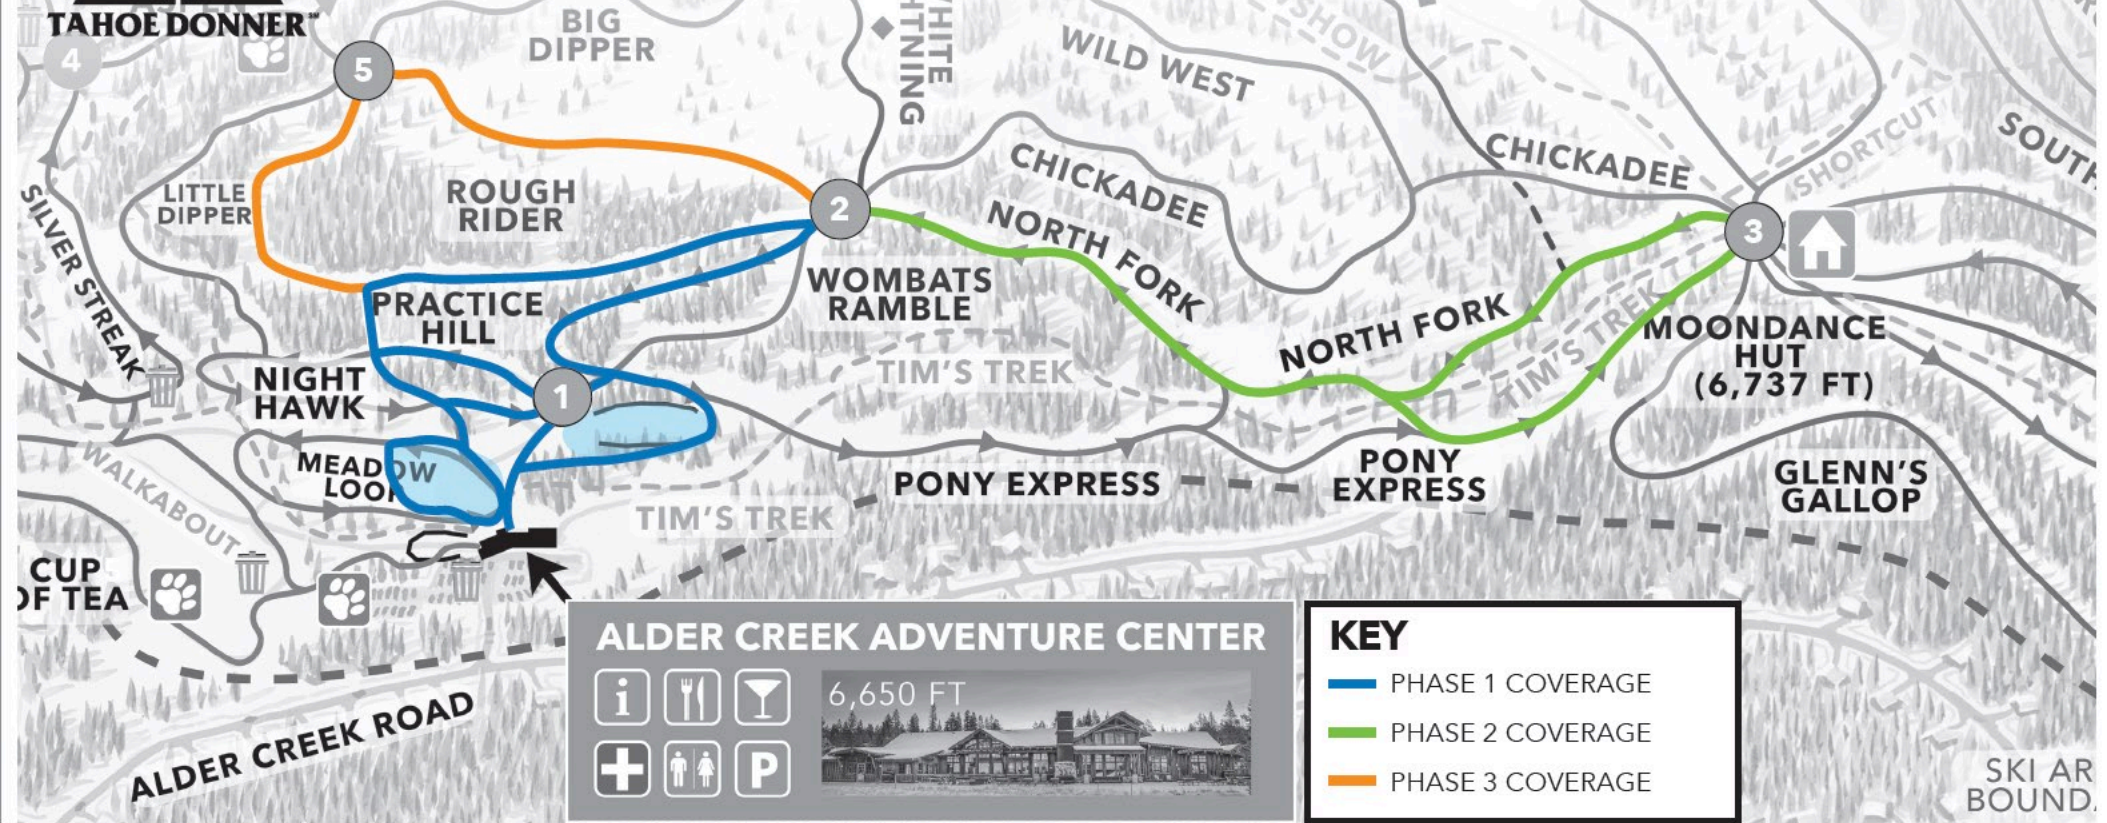 TAHOE DONNER
4
5
BIG
DIPPER
WHITE
HTNING
WILD WEST
SHOW
CHICKADEE
SHORTCUT
SOUTH
LITTLE
DIPPER
ROUGH
RIDER
2
CHICKADEE
NORTH FORK
3
SILVER STREAK
PRACTICE
HILL
WOMBATS
RAMBLE
NORTH FORK
TIM'S TREK
MOONDANCE
HUT
(6,737 FT)
NIGHT
HAWK
1
TIM'S TREK
MEADOW
LOOP
WALKABOUT
PONY EXPRESS
PONY
EXPRESS
GLENN'S
GALLOP
TIM'S TREK
CUP
OF TEA
ALDER CREEK ROAD
ALDER CREEK ADVENTURE CENTER
i
P
6,650 FT
KEY
PHASE 1 COVERAGE
PHASE 2 COVERAGE
PHASE 3 COVERAGE
SKI AR
BOUND